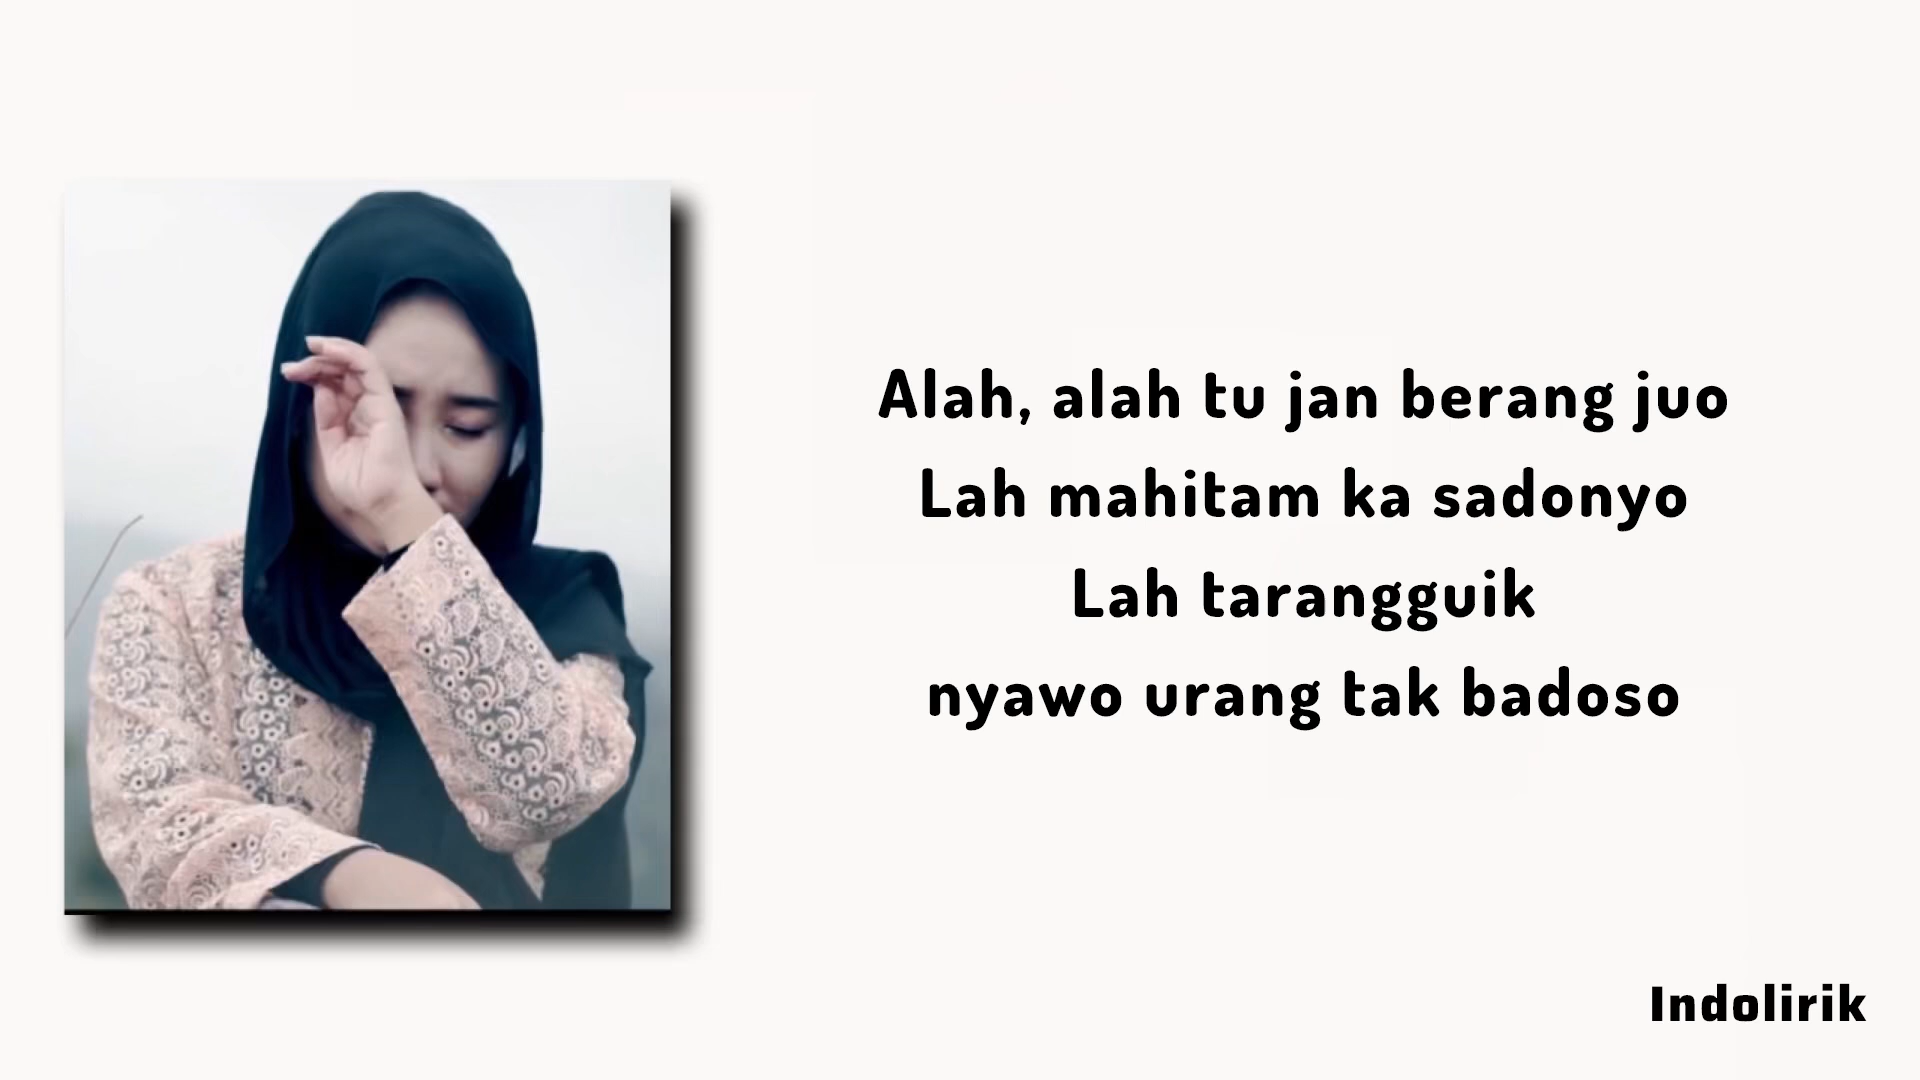 Alah, alah tu jan berang juo
Lah mahitam ka sadonyo
Lah tarangguik
nyawo urang tak badoso
Indolirik